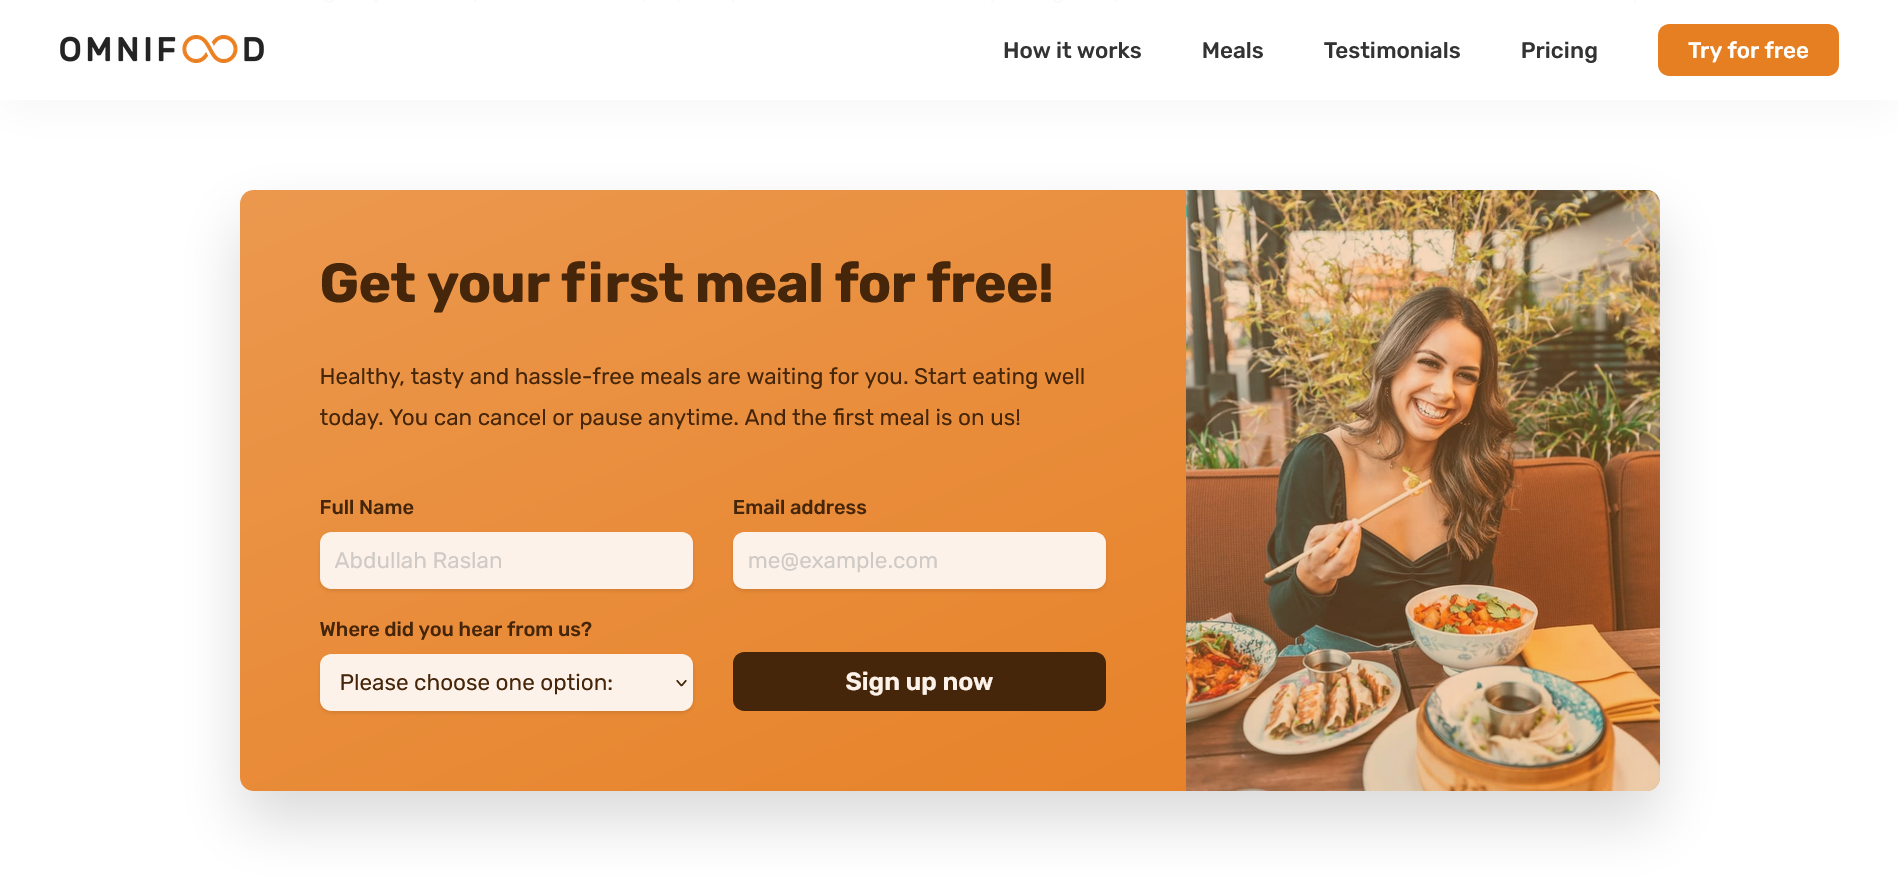 OMNIFOOD
How it works
Meals
Testimonials
Pricing
Try for free
Get your first meal for free!
Healthy, tasty and hassle-free meals are waiting for you. Start eating well
today. You can cancel or pause anytime. And the first meal is on us!
Full Name
Email address
Abdullah Raslan
me@example.com
Where did you hear from us?
Please choose one option:
Sign up now